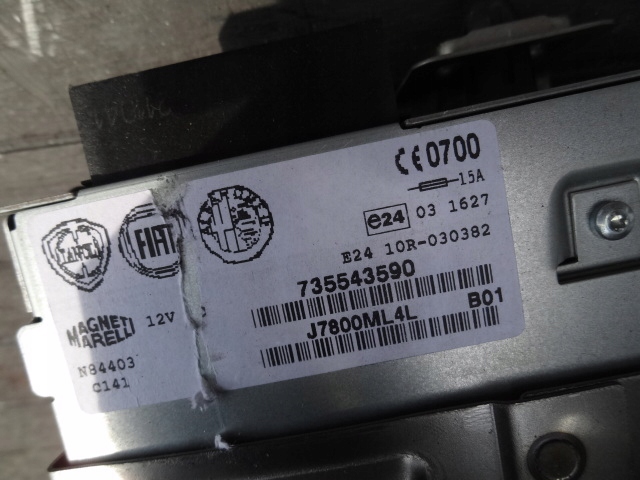 CE0700
15A
e24 03 1627
E24 10R-030382
FIAT
735543590
MAGNETI
MARELLI
12V
J7800ML4L
B01
N84403
C141